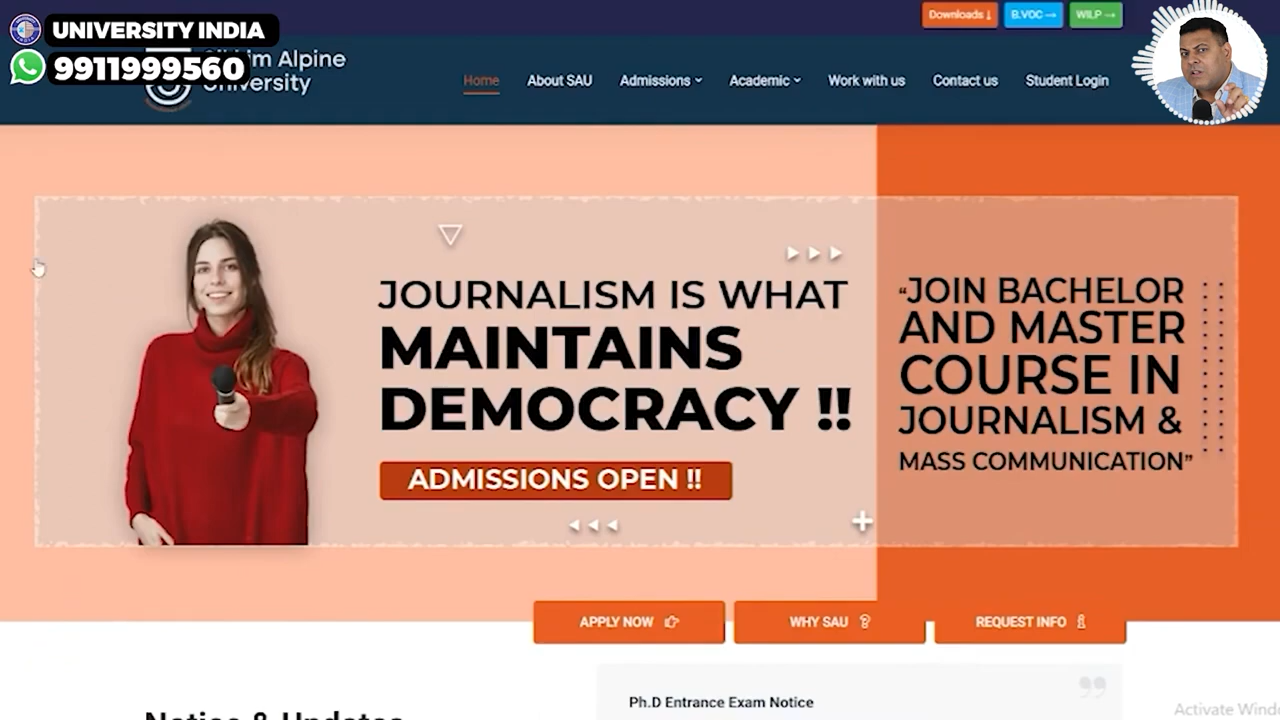 UNIVERSITY INDIA
9911999560
Alpine
University
Downloads
B.VOC →
WILP →
Home
About SAU
Admissions
Academic
Work with us
Contact us
Student Login
JOURNALISM IS WHAT
MAINTAINS
DEMOCRACY !!
ADMISSIONS OPEN !!
“JOIN BACHELOR
AND MASTER
COURSE IN
JOURNALISM &
MASS COMMUNICATION”
APPLY NOW
WHY SAU
REQUEST INFO
Ph.D Entrance Exam Notice
Notice & Updates
Activate